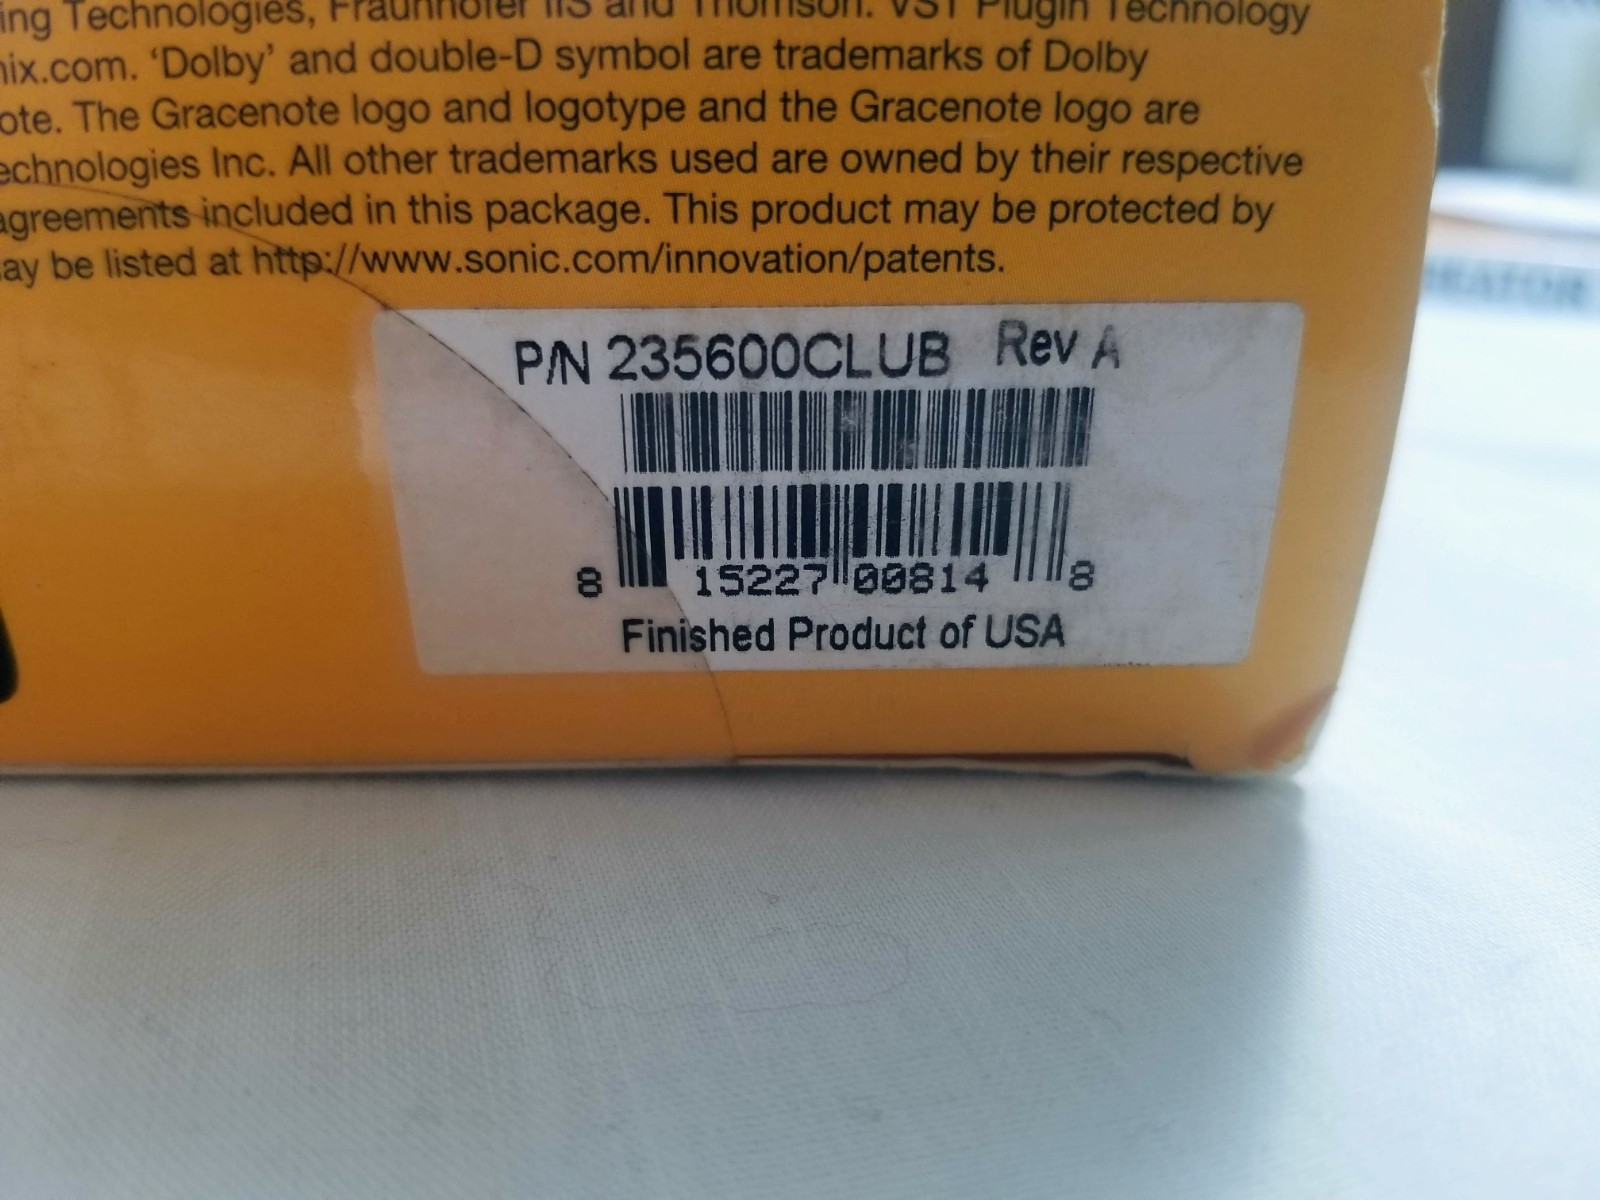 ing Technologies, Fraunhofer IIS and Thomson. VST Plugin Technology
nix.com. ‘Dolby’ and double-D symbol are trademarks of Dolby
ote. The Gracenote logo and logotype and the Gracenote logo are
echnologies Inc. All other trademarks used are owned by their respective
agreements included in this package. This product may be protected by
ay be listed at http://www.sonic.com/innovation/patents.
P/N 235600CLUB Rev A
8 15227 00814 8
Finished Product of USA